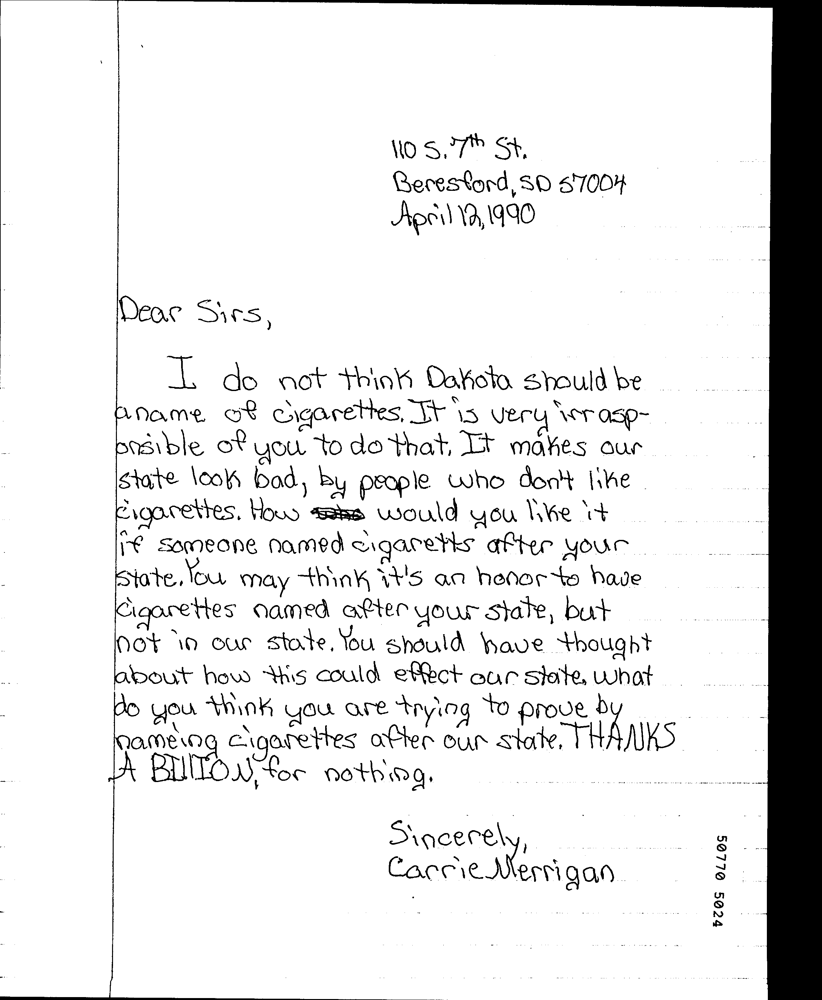 110 S. 7th St.
Beresford, SD 57004
April 12, 1990
Dear Sirs,
I do not think Dakota should be
a name of cigarettes. It is very irrasp-
onsible of you to do that. It makes our
state look bad, by people who don't like
cigarettes. How would you like it
if someone named cigaretts after your
state. You may think it's an honor to have
cigarettes named after your state, but
not in our state. You should have thought
about how this could effect our state. what
do you think you are trying to prove by
nameing cigarettes after our state. THANKS
A BILLION, for nothing.
Sincerely,
Carrie Merrigan
50770 5024